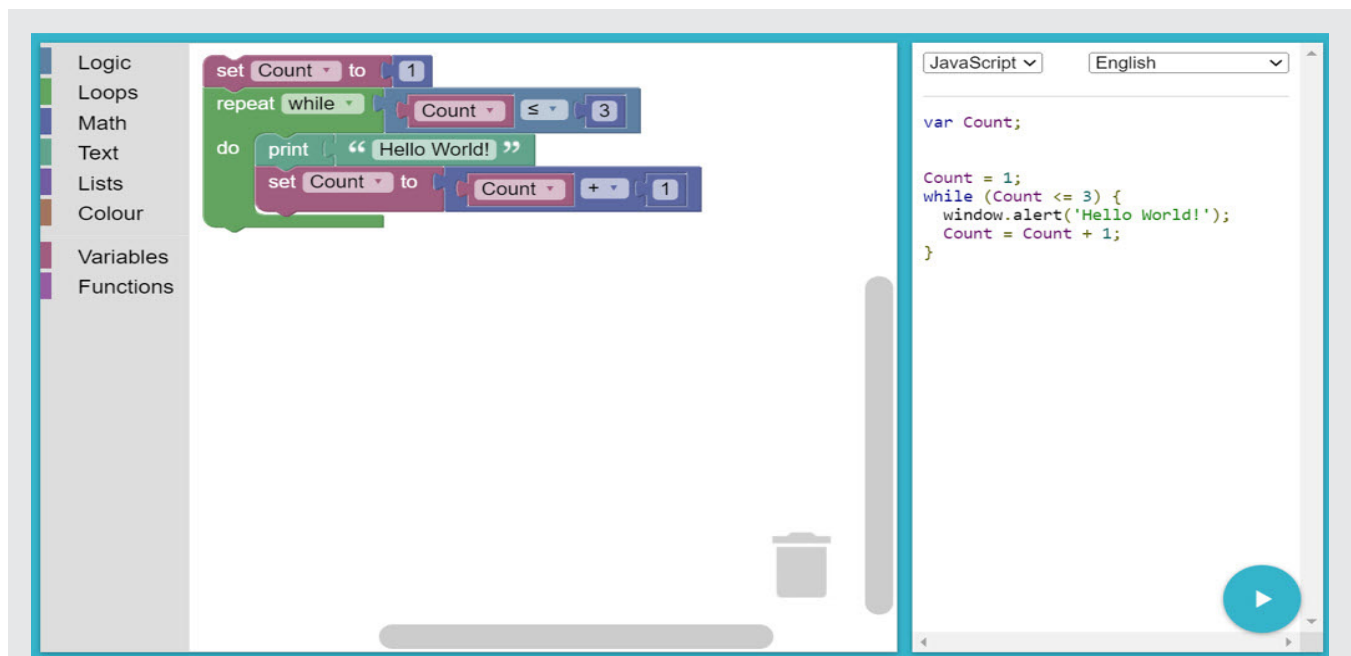 Logic
Loops
Math
Text
Lists
Colour
Variables
Functions
set Count to 1
repeat while Count ≤ 3
do print “ Hello World! ”
set Count to Count + 1
JavaScript English
var Count;
Count = 1;
while (Count <= 3) {
  window.alert('Hello World!');
  Count = Count + 1;
}